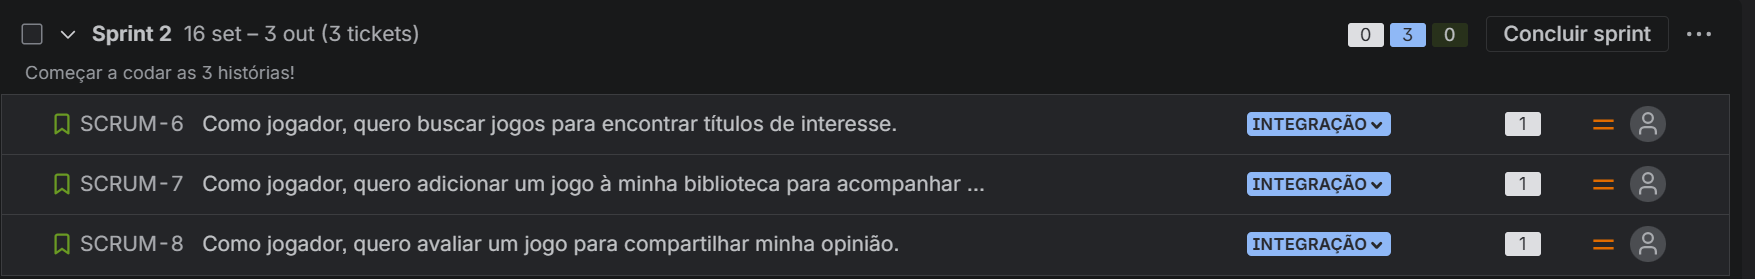 Sprint 2 16 set – 3 out (3 tickets) 0 3 0 Concluir sprint
Começar a codar as 3 histórias!
SCRUM-6 Como jogador, quero buscar jogos para encontrar títulos de interesse. INTEGRAÇÃO 1
SCRUM-7 Como jogador, quero adicionar um jogo à minha biblioteca para acompanhar ... INTEGRAÇÃO 1
SCRUM-8 Como jogador, quero avaliar um jogo para compartilhar minha opinião. INTEGRAÇÃO 1